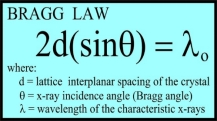 BRAGG LAW
2d(sinθ) = λₒ
where:
d = lattice interplanar spacing of the crystal
θ = x-ray incidence angle (Bragg angle)
λ = wavelength of the characteristic x-rays